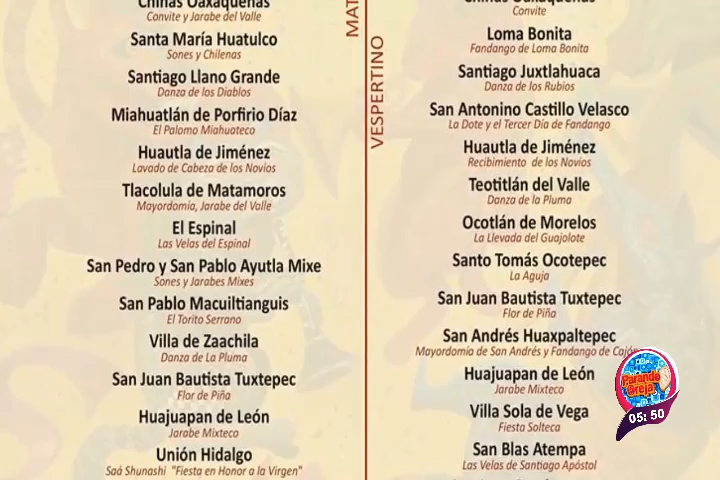 Chinas Oaxaqueñas
Convite y Jarabe del Valle
Santa María Huatulco
Sones y Chilenas
Santiago Llano Grande
Danza de los Diablos
Miahuatlán de Porfirio Díaz
El Palomo Miahuateco
Huautla de Jiménez
Lavado de Cabeza de los Novios
Tlacolula de Matamoros
Mayordomía, Jarabe del Valle
El Espinal
Las Velas del Espinal
San Pedro y San Pablo Ayutla Mixe
Sones y Jarabes Mixes
San Pablo Macuiltianguis
El Torito Serrano
Villa de Zaachila
Danza de La Pluma
San Juan Bautista Tuxtepec
Flor de Piña
Huajuapan de León
Jarabe Mixteco
Unión Hidalgo
Saá Shunashi "Fiesta en Honor a la Virgen"
MAT
VESPERTINO
Chinas Oaxaqueñas
Convite
Loma Bonita
Fandango de Loma Bonita
Santiago Juxtlahuaca
Danza de los Rubios
San Antonino Castillo Velasco
La Dote y el Tercer Día de Fandango
Huautla de Jiménez
Recibimiento de los Novios
Teotitlán del Valle
Danza de la Pluma
Ocotlán de Morelos
La Llevada del Guajolote
Santo Tomás Ocotepec
La Aguja
San Juan Bautista Tuxtepec
Flor de Piña
San Andrés Huaxpaltepec
Mayordomía de San Andrés y Fandango de Cajón
Huajuapan de León
Jarabe Mixteco
Villa Sola de Vega
Fiesta Solteca
San Blas Atempa
Las Velas de Santiago Apóstol
Parando
Oreja
05: 50